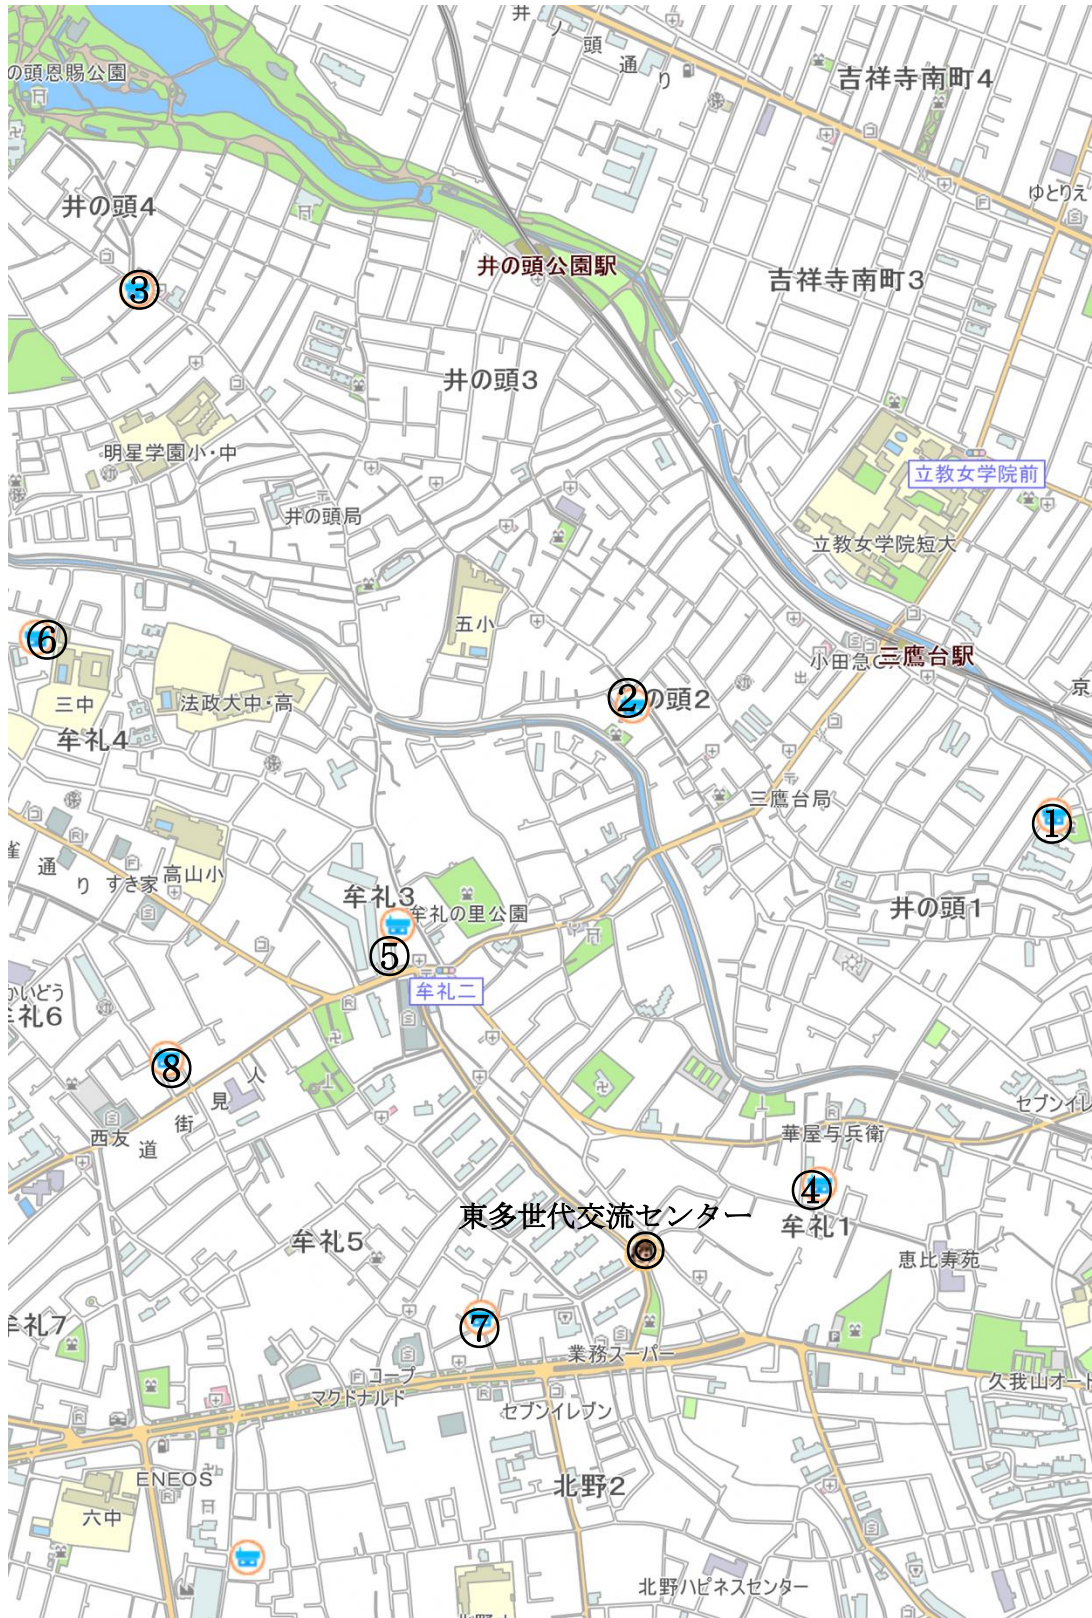 井ノ頭通り
の頭恩賜公園
吉祥寺南町4
ゆとりえ
井の頭4
井の頭公園駅
吉祥寺南町3
③
井の頭3
明星学園小・中
立教女学院前
井の頭局
立教女学院短大
五小
⑥
小田急O
三鷹台駅
出
三中
法政大中・高
②
の頭2
京
牟礼4
三鷹台局
①
雀通り
すき家
高山小
牟礼3
牟礼の里公園
井の頭1
⑤
牟礼二
かいどう
牟礼6
⑧
人見街道
西友
セブンイレ
華屋与兵衛
④
東多世代交流センター
牟礼1
牟礼5
◎
恵比寿苑
牟礼7
⑦
業務スーパー
コープ
マクドナルド
久我山オート
セブンイレブン
ENEOS
北野2
六中
北野ハピネスセンター